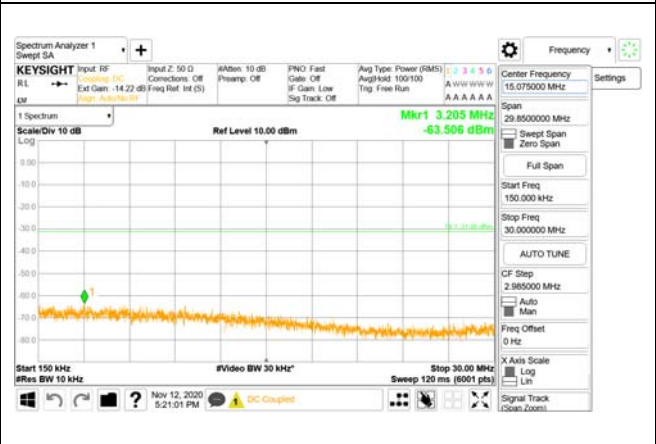 Spectrum Analyzer 1
Swept SA
Frequency
KEYSIGHT
RL
Input: RF
Coupling: DC
Ext Gain: -14.22 dB
Align: Auto/No RF
Input Z: 50 Ω
Corrections: Off
Freq Ref: Int (S)
#Atten: 10 dB
Preamp: Off
PNO: Fast
Gate: Off
IF Gain: Low
Sig Track: Off
Avg Type: Power (RMS)
Avg|Hold: 100/100
Trig: Free Run
1 2 3 4 5 6
A W W W W W
A A A A A A
1 Spectrum
Scale/Div 10 dB
Log
Ref Level 10.00 dBm
Mkr1 3.205 MHz
-63.506 dBm
0.00
-10.0
-20.0
-30.0
-40.0
-50.0
-60.0
-70.0
-80.0
1
Start 150 kHz
#Res BW 10 kHz
#Video BW 30 kHz*
Stop 30.00 MHz
Sweep 120 ms (6001 pts)
Nov 12, 2020
5:21:01 PM
DC Coupled
Center Frequency
15.075000 MHz
Settings
Span
29.8500000 MHz
Swept Span
Zero Span
Full Span
Start Freq
150.000 kHz
Stop Freq
30.000000 MHz
AUTO TUNE
CF Step
2.985000 MHz
Auto
Man
Freq Offset
0 Hz
X Axis Scale
Log
Lin
Signal Track
(Span Zoom)